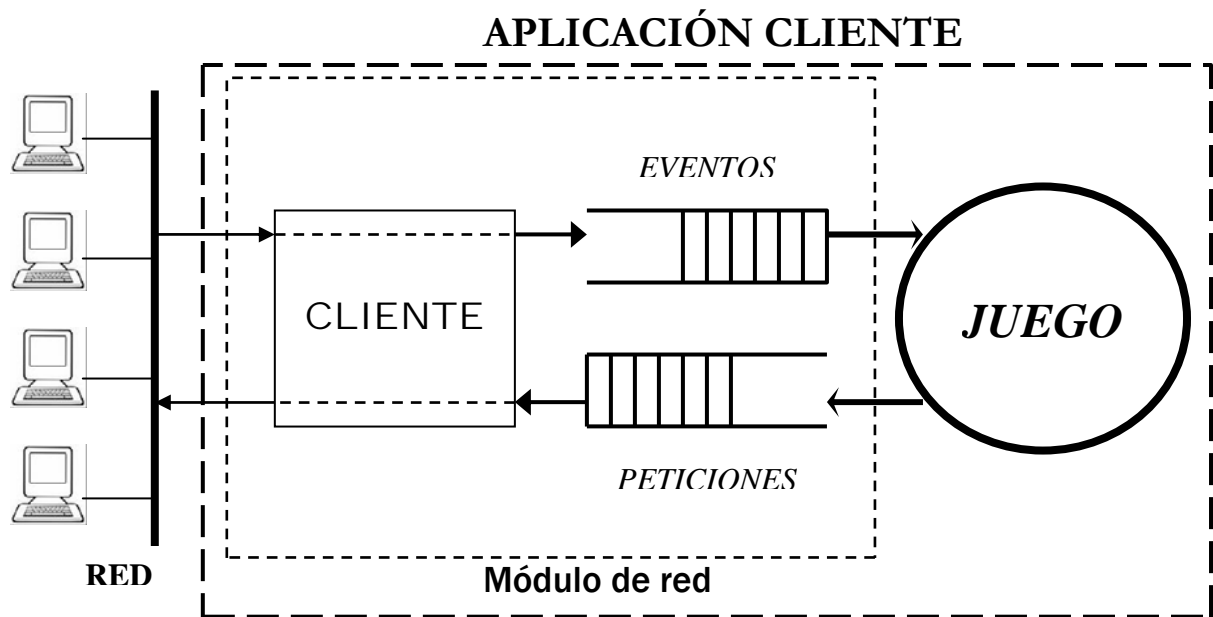 APLICACIÓN CLIENTE
EVENTOS
CLIENTE
JUEGO
PETICIONES
RED
Módulo de red